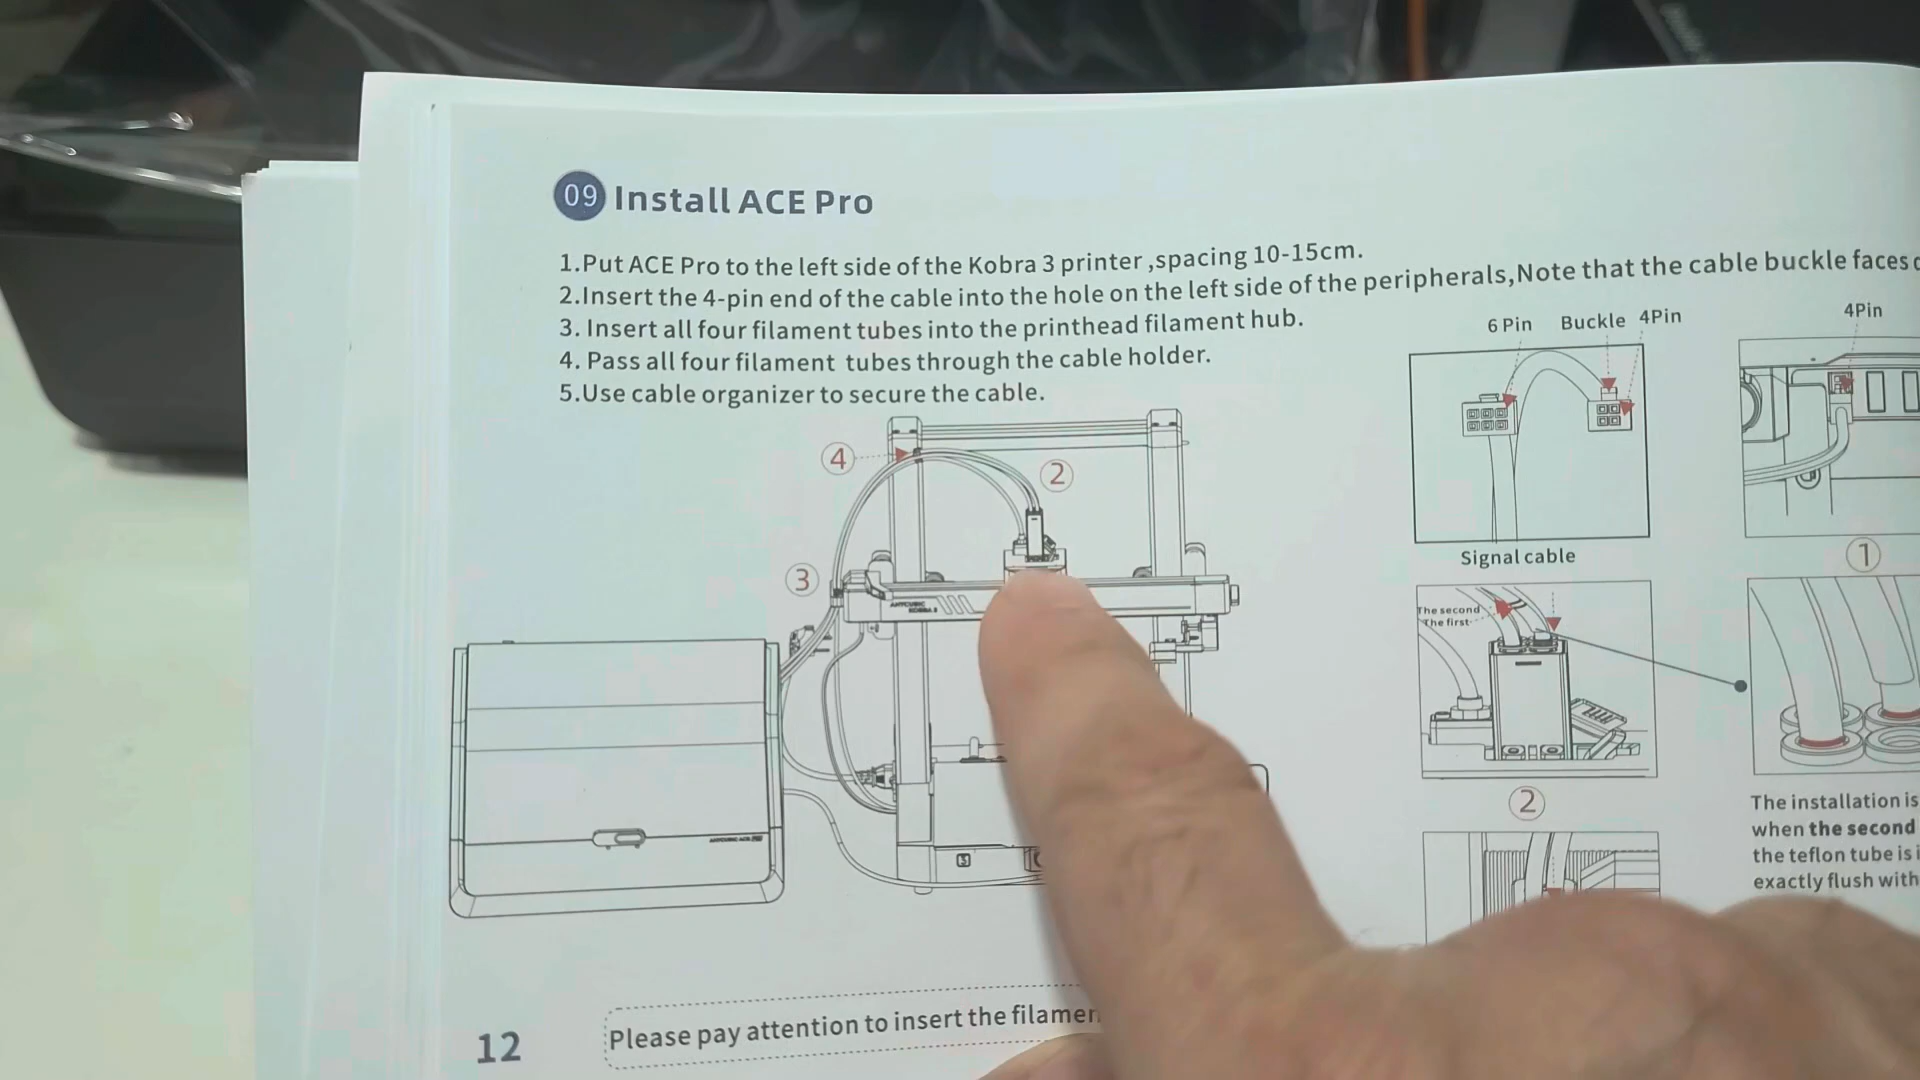 09 Install ACE Pro
1.Put ACE Pro to the left side of the Kobra 3 printer ,spacing 10-15cm.
2.Insert the 4-pin end of the cable into the hole on the left side of the peripherals,Note that the cable buckle faces
3. Insert all four filament tubes into the printhead filament hub.
4. Pass all four filament tubes through the cable holder.
5.Use cable organizer to secure the cable.
6 Pin Buckle 4Pin
4Pin
4
2
3
ANYCUBIC
KOBRA 3
Signal cable
1
The second
The first
2
The installation is
when the second
the teflon tube is
exactly flush with
12
Please pay attention to insert the